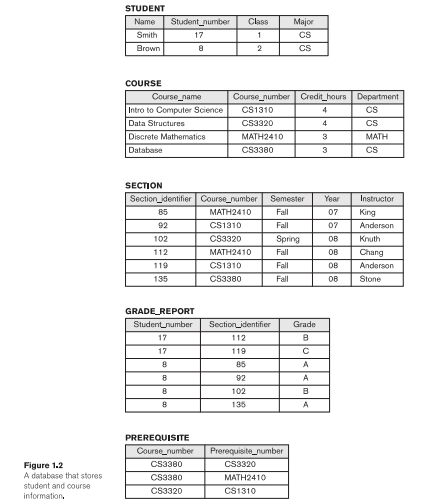 STUDENT
Name Student_number Class Major
Smith 17 1 CS
Brown 8 2 CS
COURSE
Course_name Course_number Credit_hours Department
Intro to Computer Science CS1310 4 CS
Data Structures CS3320 4 CS
Discrete Mathematics MATH2410 3 MATH
Database CS3380 3 CS
SECTION
Section_identifier Course_number Semester Year Instructor
85 MATH2410 Fall 07 King
92 CS1310 Fall 07 Anderson
102 CS3320 Spring 08 Knuth
112 MATH2410 Fall 08 Chang
119 CS1310 Fall 08 Anderson
135 CS3380 Fall 08 Stone
GRADE_REPORT
Student_number Section_identifier Grade
17 112 B
17 119 C
8 85 A
8 92 A
8 102 B
8 135 A
PREREQUISITE
Course_number Prerequisite_number
CS3380 CS3320
CS3380 MATH2410
CS3320 CS1310
Figure 1.2
A database that stores
student and course
information.